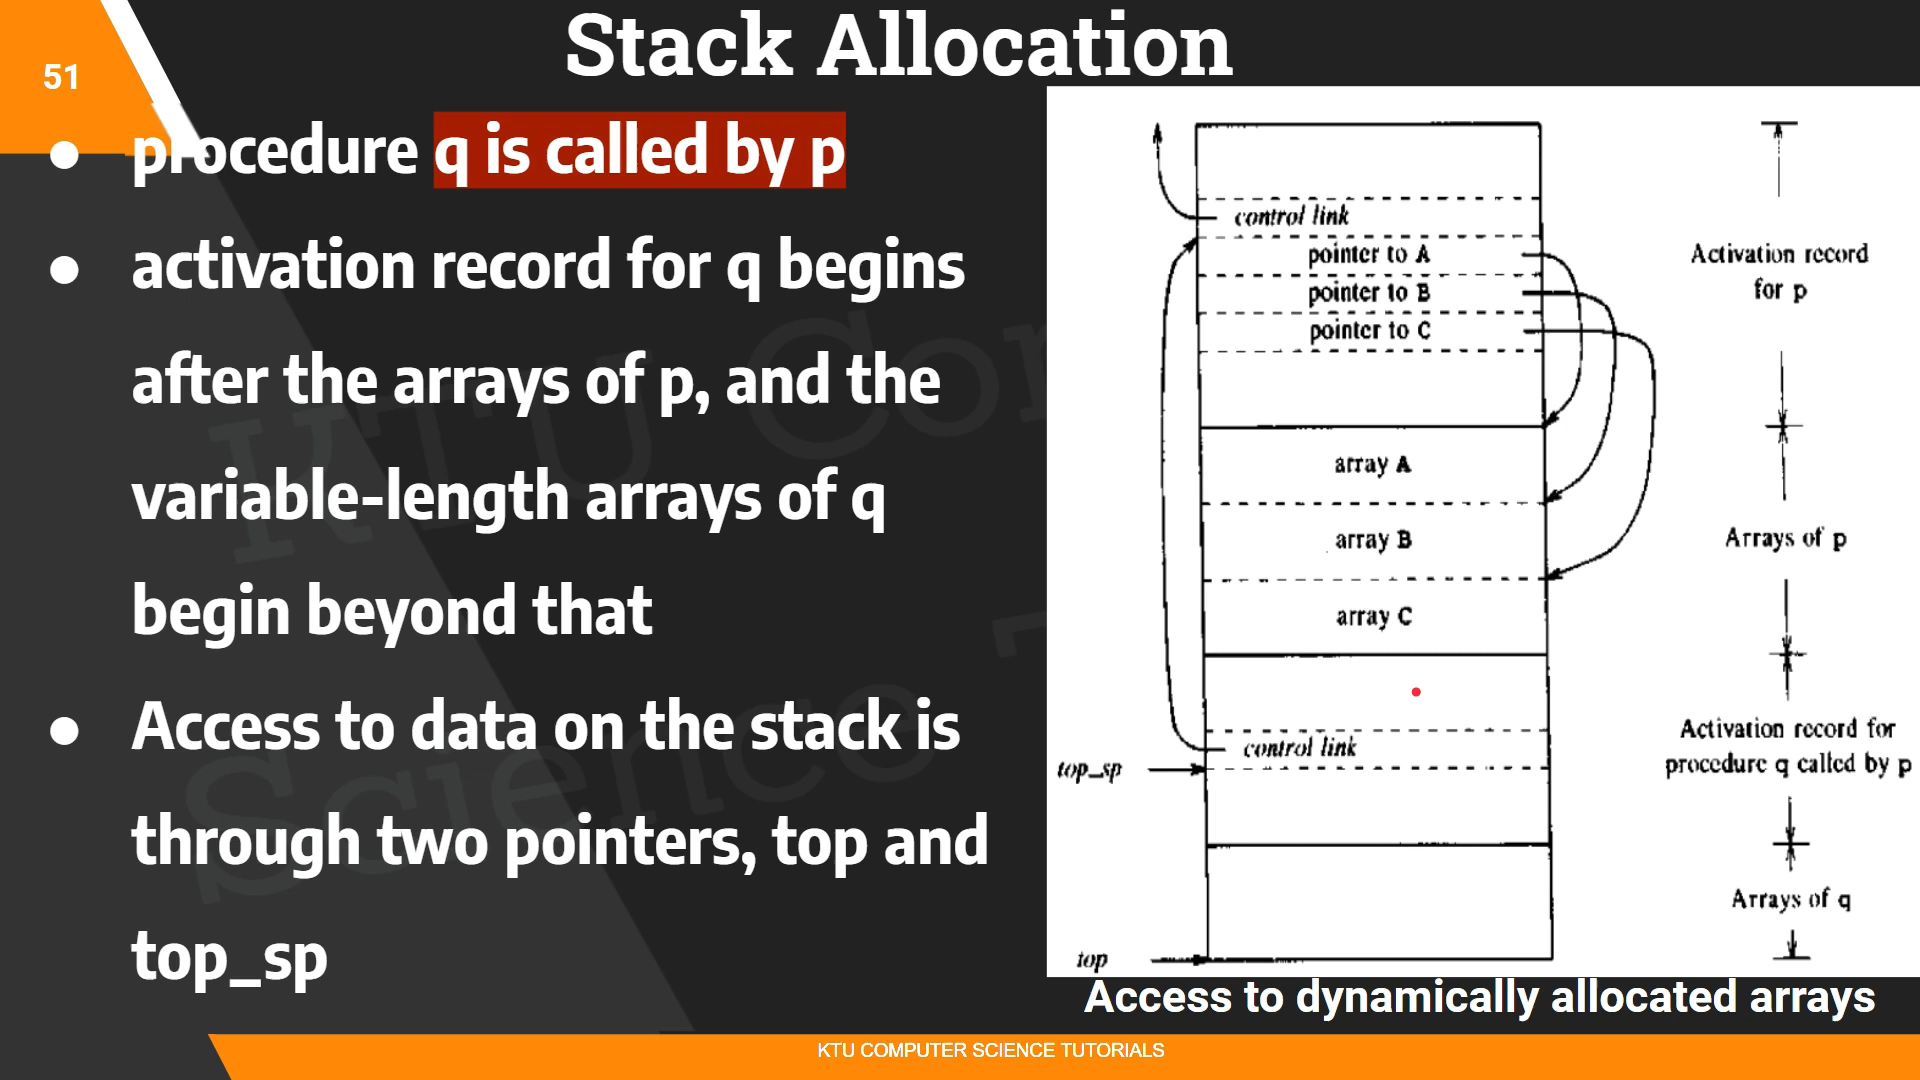 51
Stack Allocation
● procedure q is called by p
● activation record for q begins
after the arrays of p, and the
variable-length arrays of q
begin beyond that
● Access to data on the stack is
through two pointers, top and
top_sp
control link
pointer to A
pointer to B
pointer to C
array A
array B
array C
control link
top_sp
top
Activation record
for p
Arrays of p
Activation record for
procedure q called by p
Arrays of q
Access to dynamically allocated arrays
KTU Com
Science T
KTU COMPUTER SCIENCE TUTORIALS